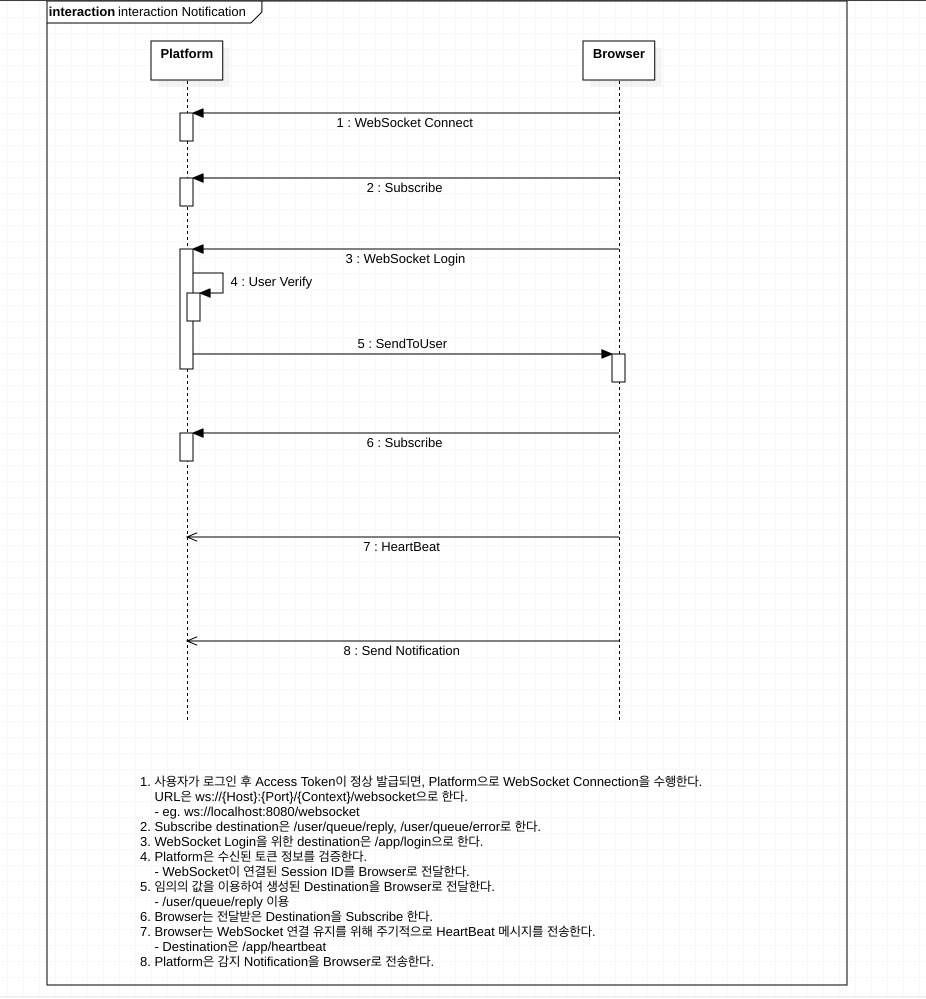 interaction interaction Notification
Platform
Browser
1 : WebSocket Connect
2 : Subscribe
3 : WebSocket Login
4 : User Verify
5 : SendToUser
6 : Subscribe
7 : HeartBeat
8 : Send Notification
1. 사용자가 로그인 후 Access Token이 정상 발급되면, Platform으로 WebSocket Connection을 수행한다.
URL은 ws://{Host}:{Port}/{Context}/websocket으로 한다.
- eg. ws://localhost:8080/websocket
2. Subscribe destination은 /user/queue/reply, /user/queue/error로 한다.
3. WebSocket Login을 위한 destination은 /app/login으로 한다.
4. Platform은 수신된 토큰 정보를 검증한다.
- WebSocket이 연결된 Session ID를 Browser로 전달한다.
5. 임의의 값을 이용하여 생성된 Destination을 Browser로 전달한다.
- /user/queue/reply 이용
6. Browser는 전달받은 Destination을 Subscribe 한다.
7. Browser는 WebSocket 연결 유지를 위해 주기적으로 HeartBeat 메시지를 전송한다.
- Destination은 /app/heartbeat
8. Platform은 감지 Notification을 Browser로 전송한다.